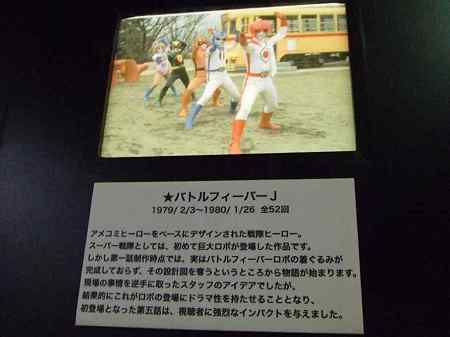 ★バトルフィーバーJ
1979/ 2/3～1980/ 1/26 全52回
アメコミヒーローをベースにデザインされた戦隊ヒーロー。
スーパー戦隊としては、初めて巨大ロボが登場した作品です。
しかし第一話制作時点では、実はバトルフィーバーロボの着ぐるみが
完成しておらず、その設計図を奪うというところから物語が始まります。
現場の事情を逆手に取ったスタッフのアイデアでしたが、
結果的にこれがロボの登場にドラマ性を持たせることとなり、
初登場となった第五話は、視聴者に強烈なインパクトを与えました。